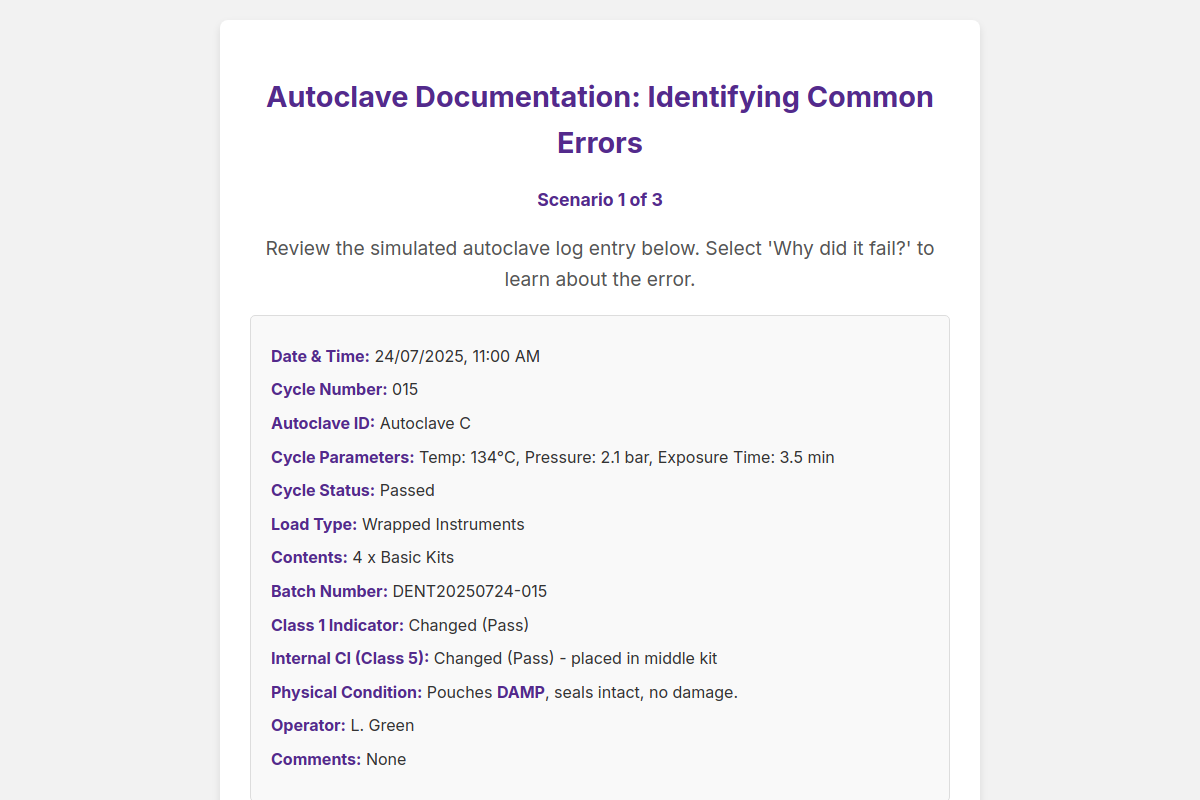 Autoclave Documentation: Identifying Common
Errors
Scenario 1 of 3
Review the simulated autoclave log entry below. Select 'Why did it fail?' to
learn about the error.
Date & Time: 24/07/2025, 11:00 AM
Cycle Number: 015
Autoclave ID: Autoclave C
Cycle Parameters: Temp: 134°C, Pressure: 2.1 bar, Exposure Time: 3.5 min
Cycle Status: Passed
Load Type: Wrapped Instruments
Contents: 4 x Basic Kits
Batch Number: DENT20250724-015
Class 1 Indicator: Changed (Pass)
Internal CI (Class 5): Changed (Pass) - placed in middle kit
Physical Condition: Pouches DAMP, seals intact, no damage.
Operator: L. Green
Comments: None